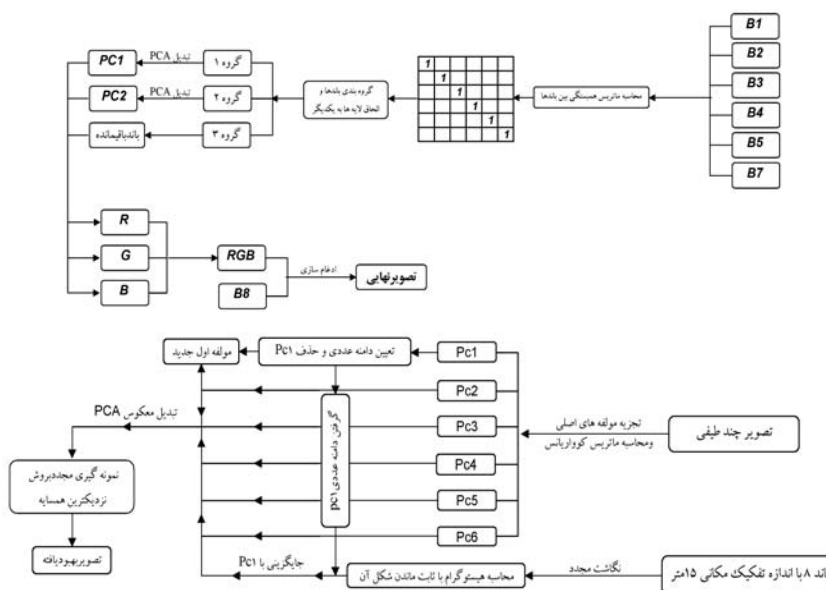 B1
B2
B3
B4
B5
B7
محاسبه ماتریس همبستگی بین باندها
1
1
1
1
1
1
گروه بندی باندها و
الحاق لایه ها به یکدیگر
گروه ۱
تبدیل PCA
PC1
گروه ۲
تبدیل PCA
PC2
گروه ۳
باندباقیمانده
R
G
B
RGB
B8
ادغام سازی
تصویرنهایی
تصویر چند طیفی
تجزیه مولفه های اصلی
ومحاسبه ماتریس کوواریانس
Pc1
Pc2
Pc3
Pc4
Pc5
Pc6
تعیین دامنه عددی و حذف Pc۱
مولفه اول جدید
گرفتن دامنه عددی pc۱
تبدیل معکوس PCA
نمونه گیری مجددبروش
نزدیکترین همسایه
تصویربهبودیافته
اند ۸ با اندازه تفکیک مکانی ۱۵متر
نگاشت مجدد
محاسبه هیستوگرام با ثابت ماندن شکل آن
جایگزینی با Pc۱